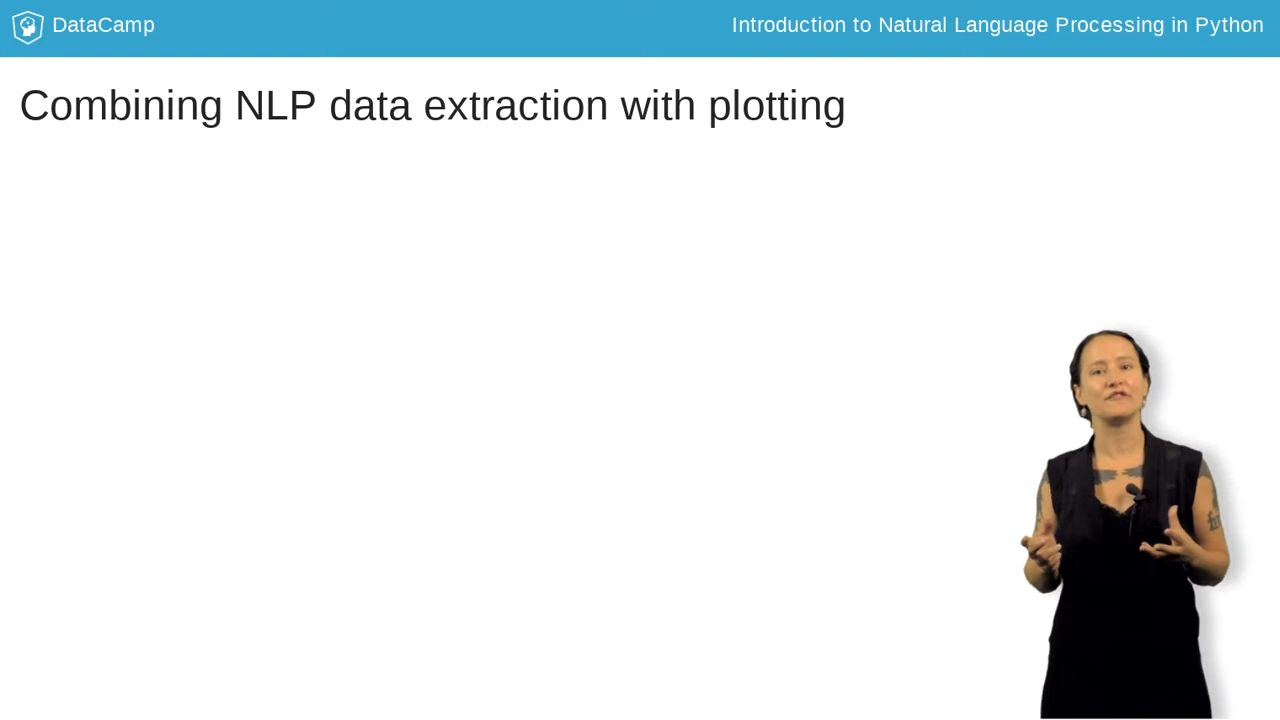 DataCamp
Introduction to Natural Language Processing in Python
Combining NLP data extraction with plotting